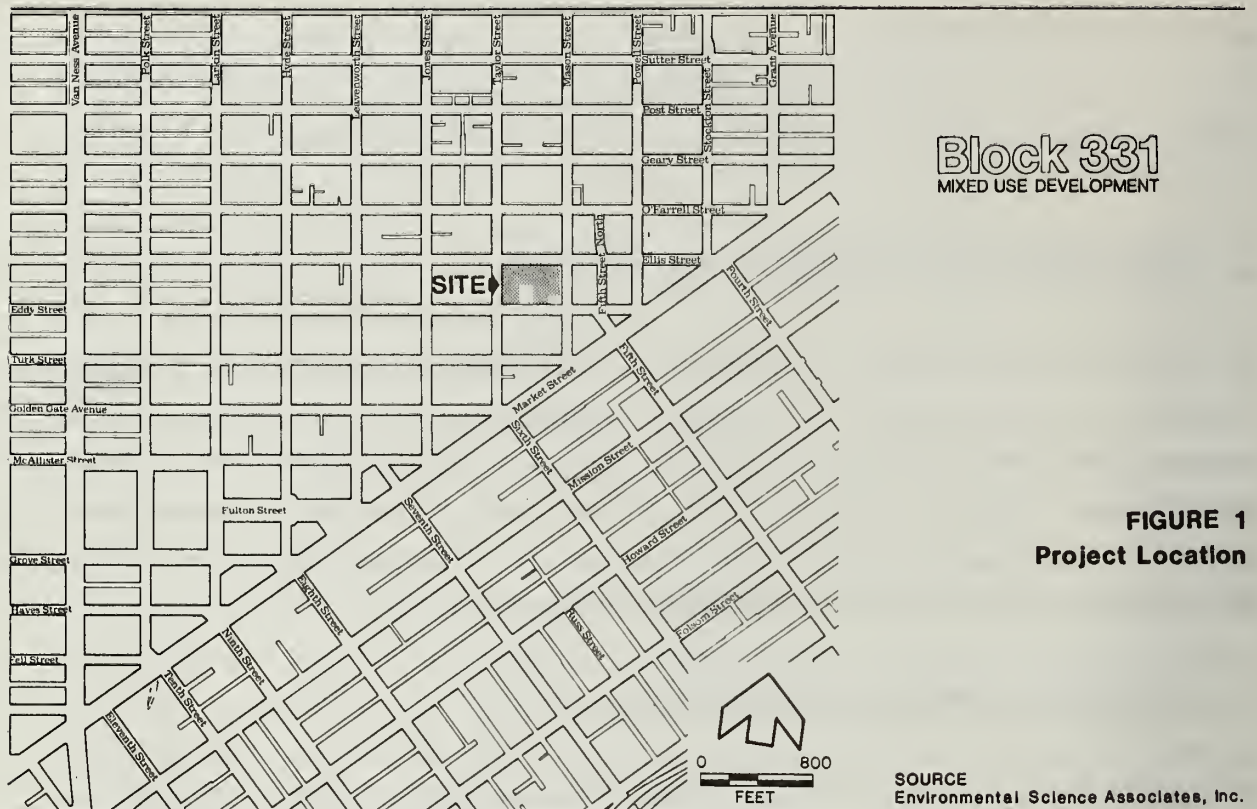 Van Ness Avenue
Polk Street
Larkin Street
Hyde Street
Leavenworth Street
Jones Street
Taylor Street
Mason Street
Powell Street
Stockton Street
Grant Avenue
Sutter Street
Post Street
Geary Street
O'Farrell Street
Ellis Street
Fifth Street North
SITE
Eddy Street
Turk Street
Golden Gate Avenue
McAllister Street
Fulton Street
Grove Street
Hayes Street
Fell Street
Market Street
Fourth Street
Fifth Street
Sixth Street
Mission Street
Seventh Street
Howard Street
Eighth Street
Folsom Street
Russ Street
Ninth Street
Tenth Street
Eleventh Street
0 800
FEET
Block 331
MIXED USE DEVELOPMENT
FIGURE 1
Project Location
SOURCE
Environmental Science Associates, Inc.